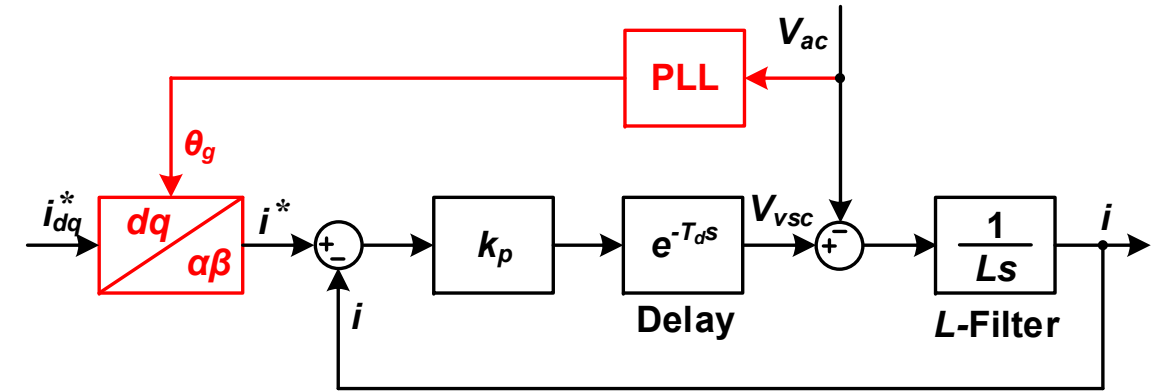 V_ac
PLL
θ_g
i*_dq
dq
αβ
i*
+
−
k_p
e^{-T_d s}
V_vsc
−
+
1
Ls
i
i
Delay
L-Filter